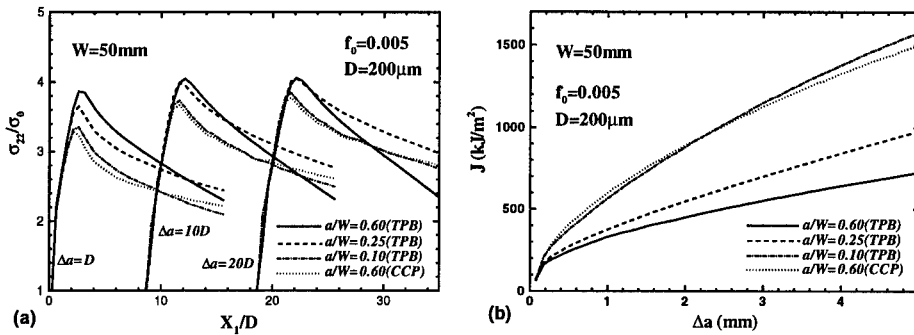 5
4
3
2
1
0
10
20
30
σ22/σ0
X1/D
W=50mm
f0=0.005
D=200μm
Δa=D
Δa=10D
Δa=20D
a/W=0.60(TPB)
a/W=0.25(TPB)
a/W=0.10(TPB)
a/W=0.60(CCP)
(a)
1500
1000
500
0
0
2
4
J (kJ/m²)
Δa (mm)
W=50mm
f0=0.005
D=200μm
a/W=0.60(TPB)
a/W=0.25(TPB)
a/W=0.10(TPB)
a/W=0.60(CCP)
(b)